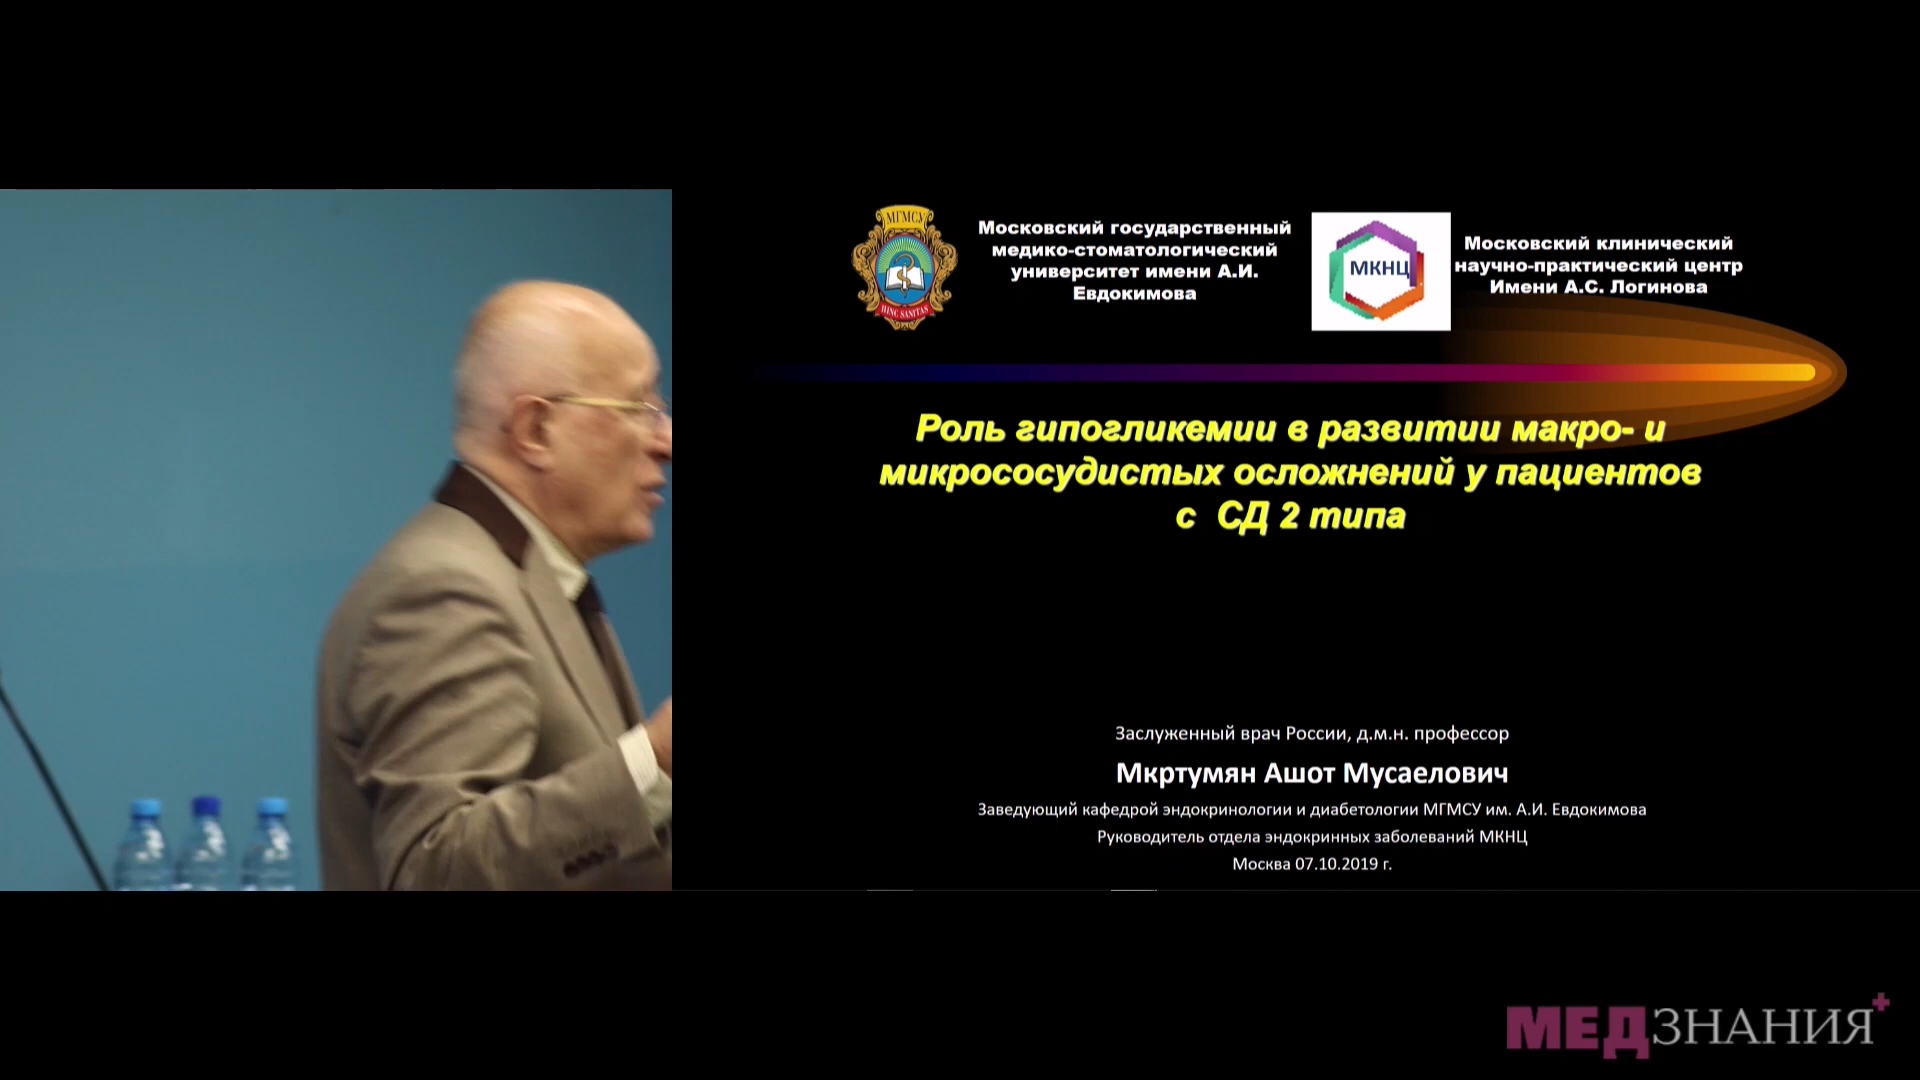 МГМСУ
HINC SANITAS
Московский государственный
медико-стоматологический
университет имени А.И.
Евдокимова
МКНЦ
Московский клинический
научно-практический центр
Имени А.С. Логинова
Роль гипогликемии в развитии макро- и
микрососудистых осложнений у пациентов
с СД 2 типа
Заслуженный врач России, д.м.н. профессор
Мкртумян Ашот Мусаелович
Заведующий кафедрой эндокринологии и диабетологии МГМСУ им. А.И. Евдокимова
Руководитель отдела эндокринных заболеваний МКНЦ
Москва 07.10.2019 г.
МЕДЗНАНИЯ+